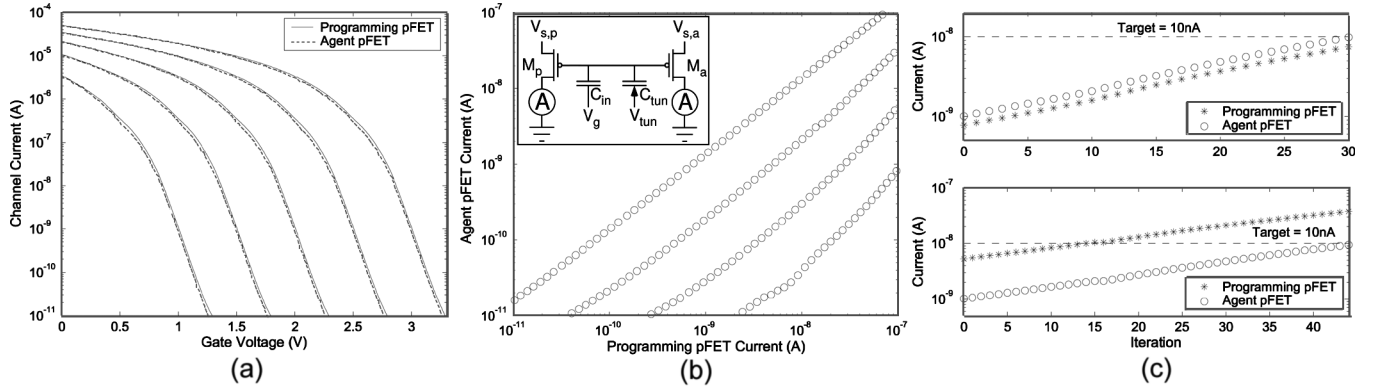 10⁻³
10⁻⁴
10⁻⁵
10⁻⁶
10⁻⁷
10⁻⁸
10⁻⁹
10⁻¹⁰
10⁻¹¹
Channel Current (A)
Programming pFET
Agent pFET
0 0.5 1 1.5 2 2.5 3
Gate Voltage (V)
(a)
10⁻⁷
10⁻⁸
10⁻⁹
10⁻¹⁰
10⁻¹¹
Agent pFET Current (A)
V_s,p V_s,a
M_p M_a
A A
C_in C_tun
V_g V_tun
10⁻¹¹ 10⁻¹⁰ 10⁻⁹ 10⁻⁸ 10⁻⁷
Programming pFET Current (A)
(b)
10⁻⁸
10⁻⁹
Current (A)
Target = 10nA
Programming pFET
Agent pFET
0 5 10 15 20 25 30
10⁻⁷
10⁻⁸
10⁻⁹
Current (A)
Target = 10nA
Programming pFET
Agent pFET
0 5 10 15 20 25 30 35 40
Iteration
(c)